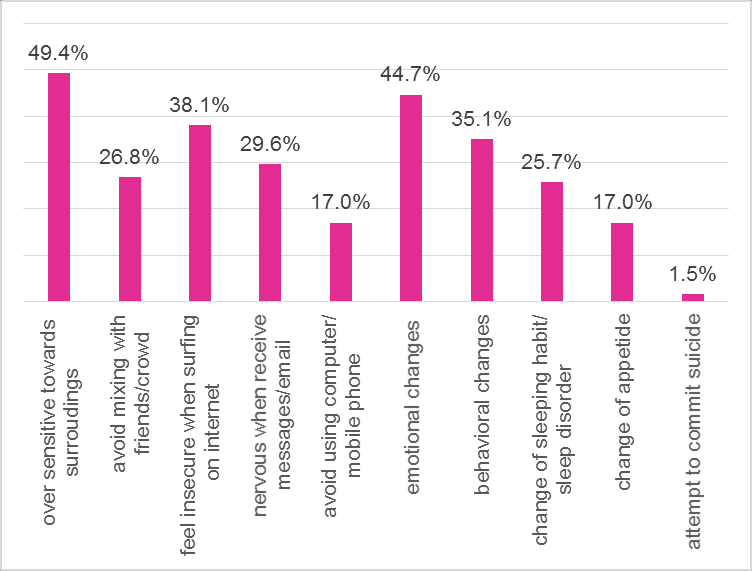 49.4%
26.8%
38.1%
29.6%
17.0%
44.7%
35.1%
25.7%
17.0%
1.5%
over sensitive towards
surroudings
avoid mixing with
friends/crowd
feel insecure when surfing
on internet
nervous when receive
messages/email
avoid using computer/
mobile phone
emotional changes
behavioral changes
change of sleeping habit/
sleep disorder
change of appetide
attempt to commit suicide